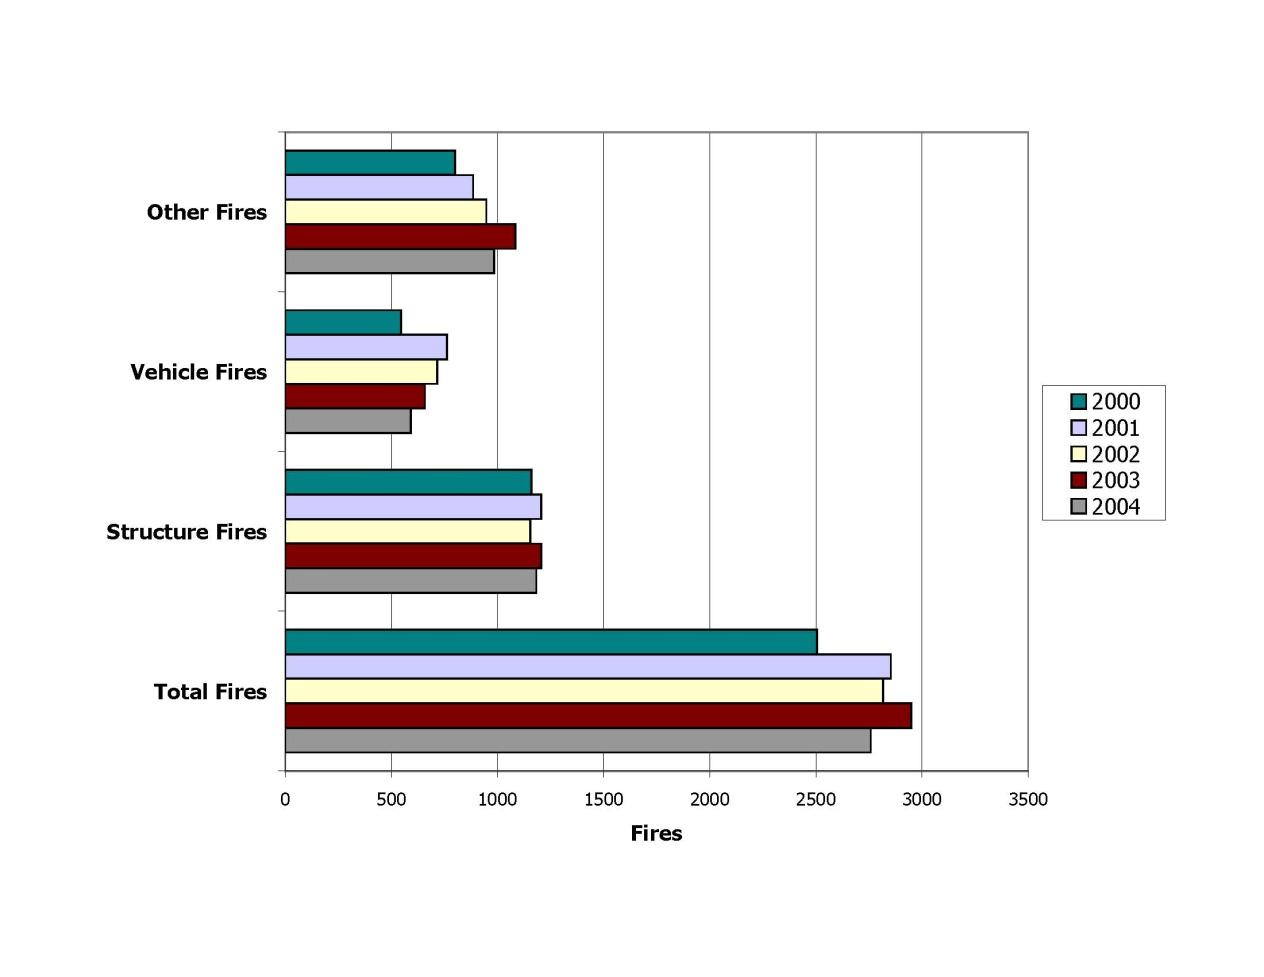 Other Fires
Vehicle Fires
Structure Fires
Total Fires
0 500 1000 1500 2000 2500 3000 3500
Fires
2000
2001
2002
2003
2004